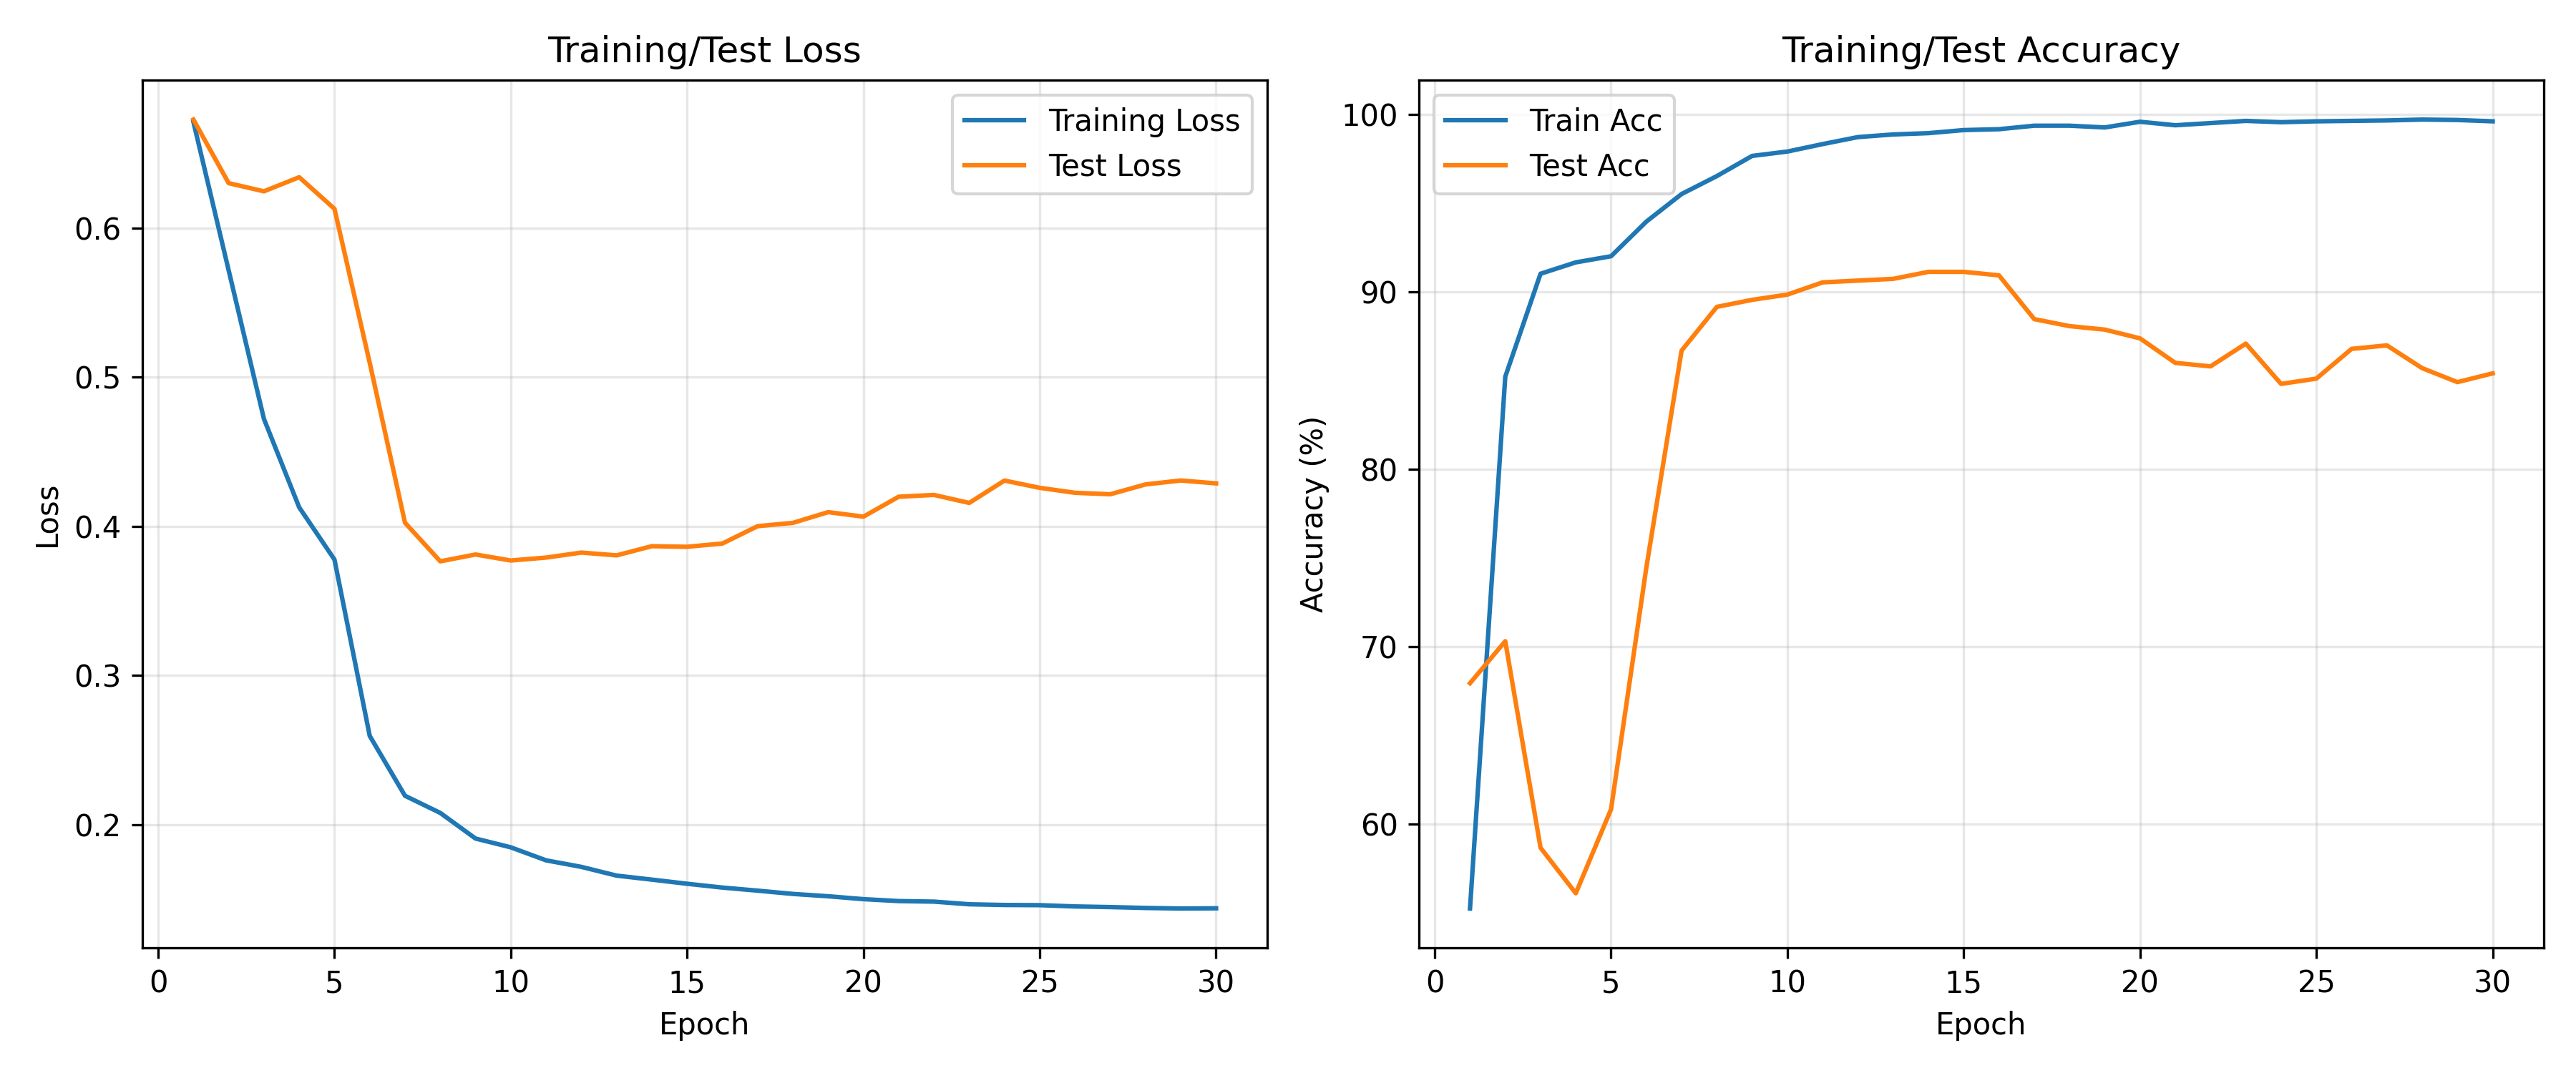 Training/Test Loss
Training Loss
Test Loss
0.6
0.5
0.4
0.3
0.2
Loss
0 5 10 15 20 25 30
Epoch
Training/Test Accuracy
Train Acc
Test Acc
100
90
80
70
60
Accuracy (%)
0 5 10 15 20 25 30
Epoch